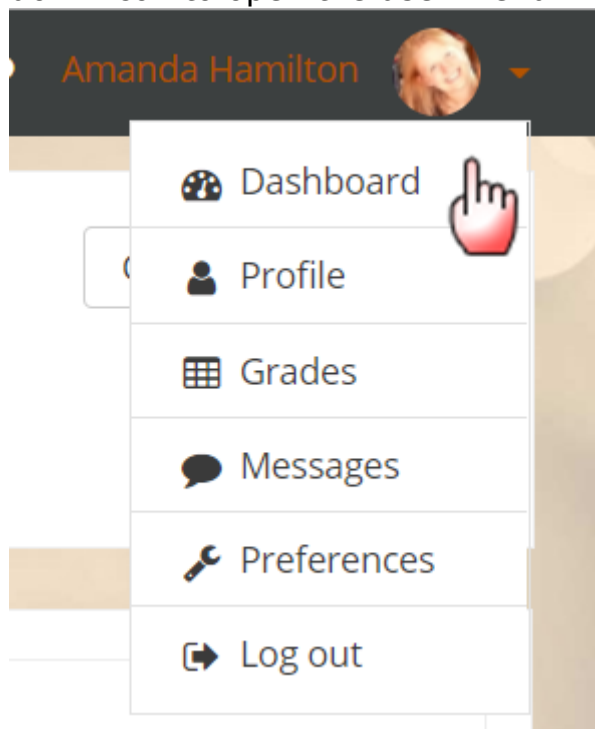 Amanda Hamilton
Dashboard
Profile
Grades
Messages
Preferences
Log out